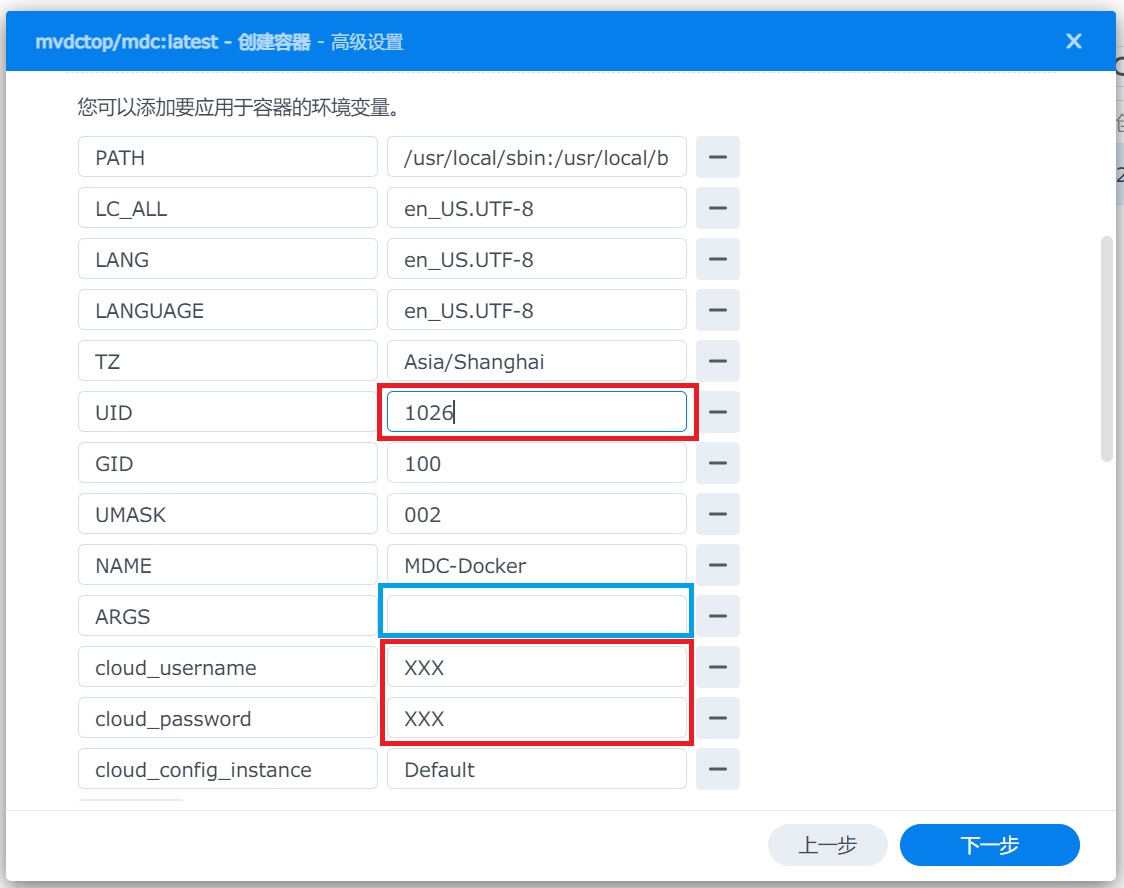 mvdctop/mdc:latest - 创建容器 - 高级设置
您可以添加要应用于容器的环境变量。
PATH /usr/local/sbin:/usr/local/b
LC_ALL en_US.UTF-8
LANG en_US.UTF-8
LANGUAGE en_US.UTF-8
TZ Asia/Shanghai
UID 1026
GID 100
UMASK 002
NAME MDC-Docker
ARGS
cloud_username XXX
cloud_password XXX
cloud_config_instance Default
上一步 下一步